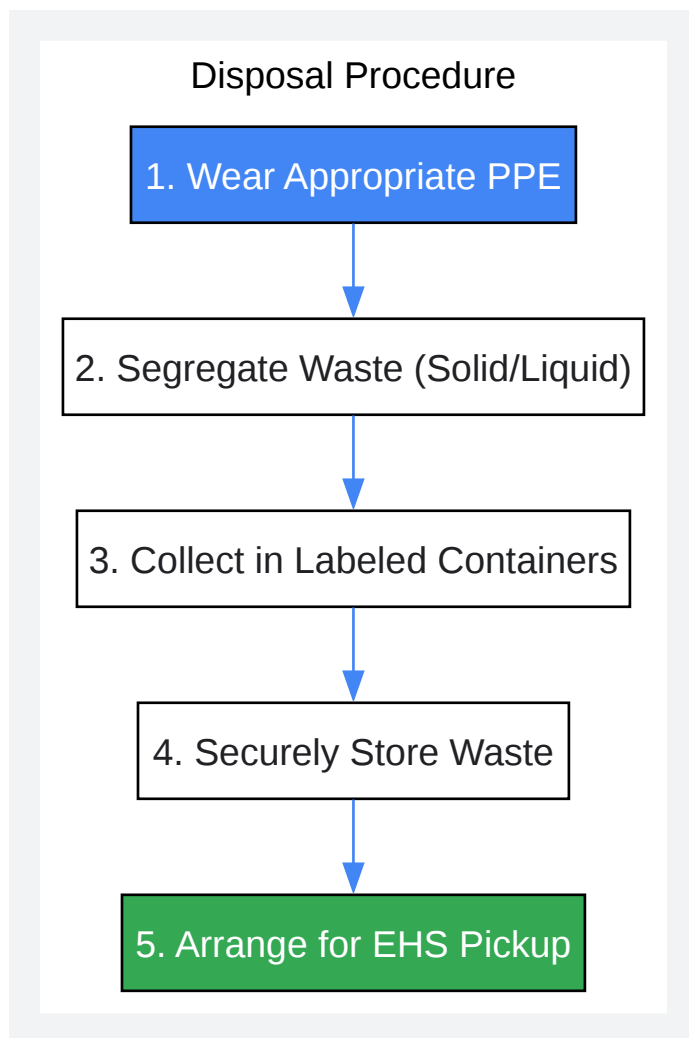 Disposal Procedure
1. Wear Appropriate PPE
2. Segregate Waste (Solid/Liquid)
3. Collect in Labeled Containers
4. Securely Store Waste
5. Arrange for EHS Pickup